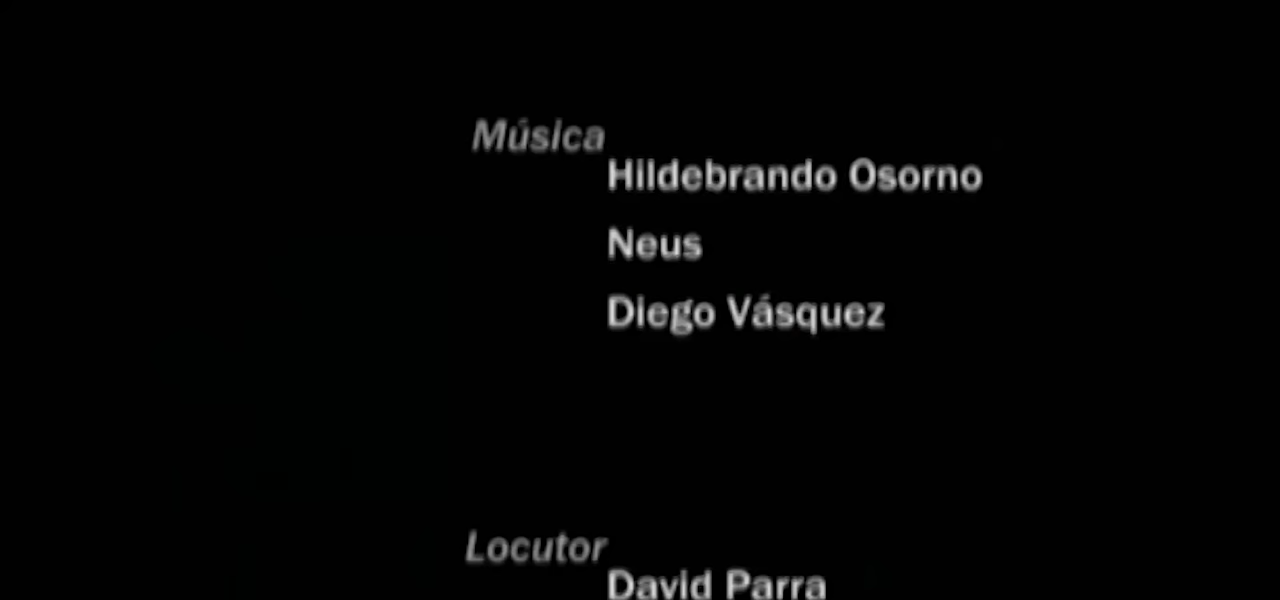 Música
Hildebrando Osorno
Neus
Diego Vásquez
Locutor
David Parra